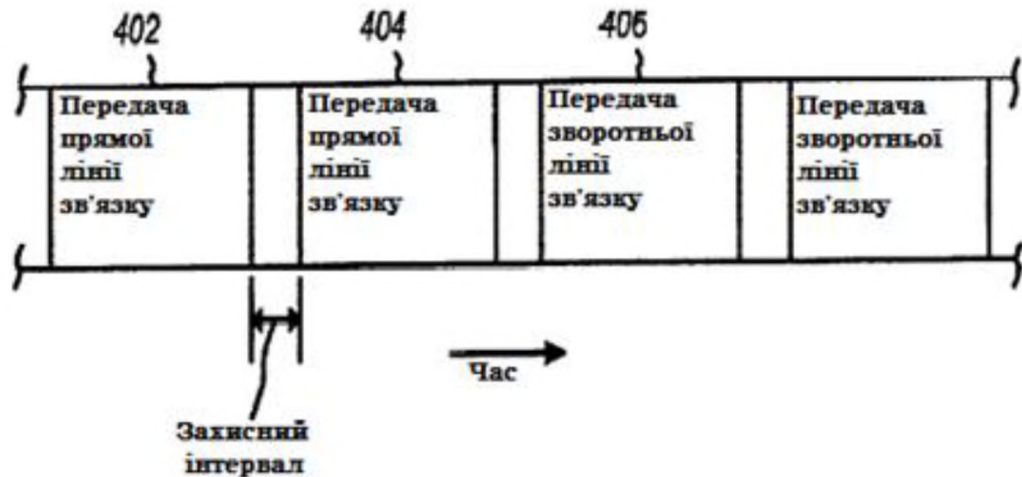 402
404
406
Передача
прямої
лінії
зв'язку
Передача
прямої
лінії
зв'язку
Передача
зворотньої
лінії
зв'язку
Передача
зворотньої
лінії
зв'язку
Час
Захисний
інтервал